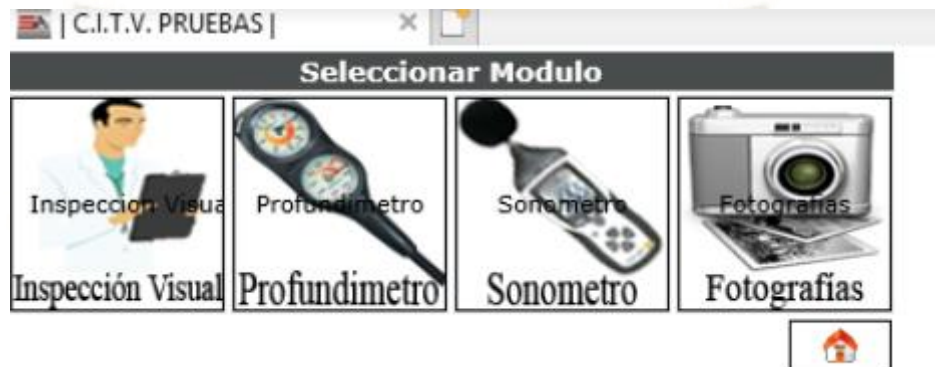 | C.I.T.V. PRUEBAS |
Seleccionar Modulo
Inspeccion Visua
Profundimetro
Sonometro
Fotografias
Inspección Visual
Profundimetro
Sonometro
Fotografías